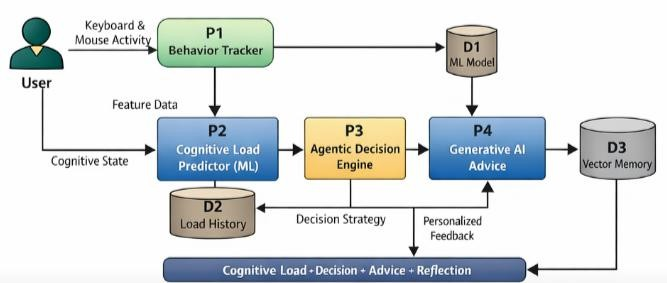 Keyboard &
Mouse Activity
User
P1
Behavior Tracker
D1
ML Model
Feature Data
Cognitive State
P2
Cognitive Load
Predictor (ML)
P3
Agentic Decision
Engine
P4
Generative AI
Advice
D3
Vector Memory
D2
Load History
Decision Strategy
Personalized
Feedback
Cognitive Load + Decision + Advice + Reflection